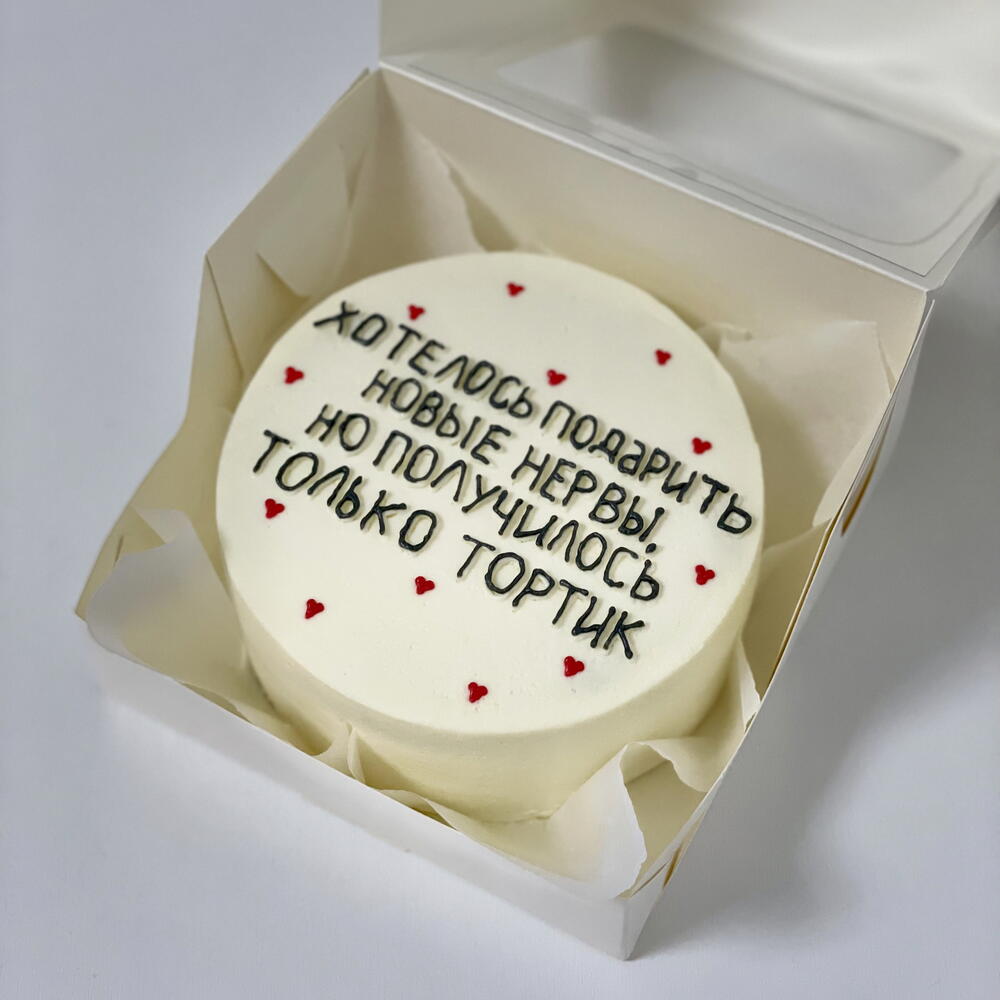 ХОТЕЛОСЬ ПОДАРИТЬ
НОВЫЕ НЕРВЫ,
НО ПОЛУЧИЛОСЬ
ТОЛЬКО ТОРТИК